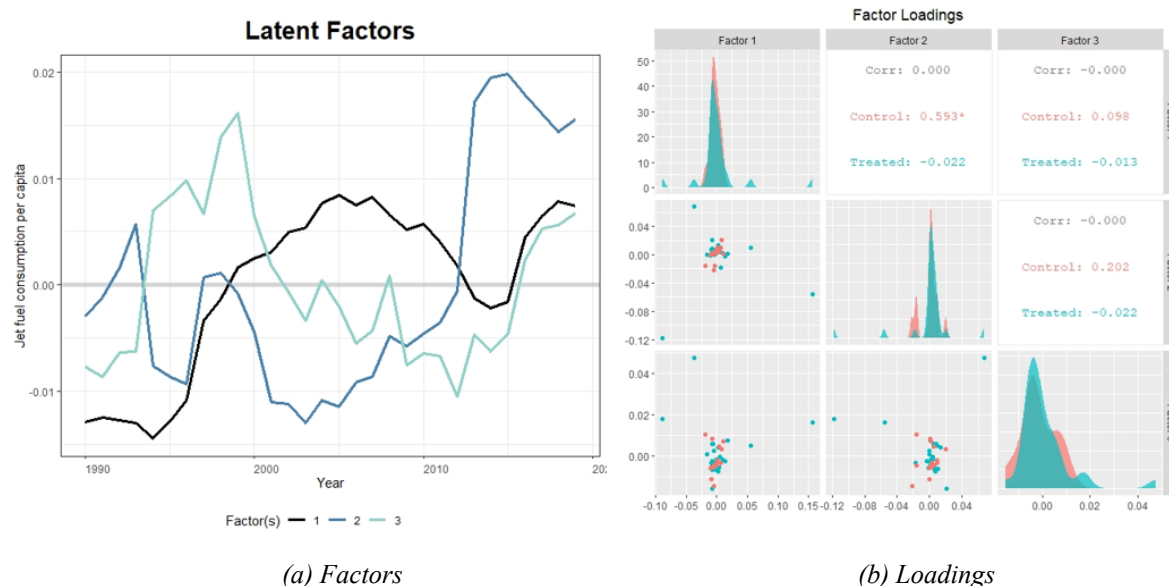 Latent Factors
0.02
0.01
0.00
-0.01
Jet fuel consumption per capita
1990
2000
2010
Year
Factor(s) 1 2 3
(a) Factors
Factor Loadings
Factor 1 Factor 2 Factor 3
50
40
30
20
10
0
Corr: 0.000
Control: 0.593*
Treated: -0.022
Corr: -0.000
Control: 0.098
Treated: -0.013
0.04
0.00
-0.04
-0.08
-0.12
Corr: -0.000
Control: 0.202
Treated: -0.022
0.04
0.02
0.00
-0.10 -0.05 0.00 0.05 0.10 0.15
-0.12 -0.08 -0.04 0.00 0.04
0.00 0.02 0.04
(b) Loadings